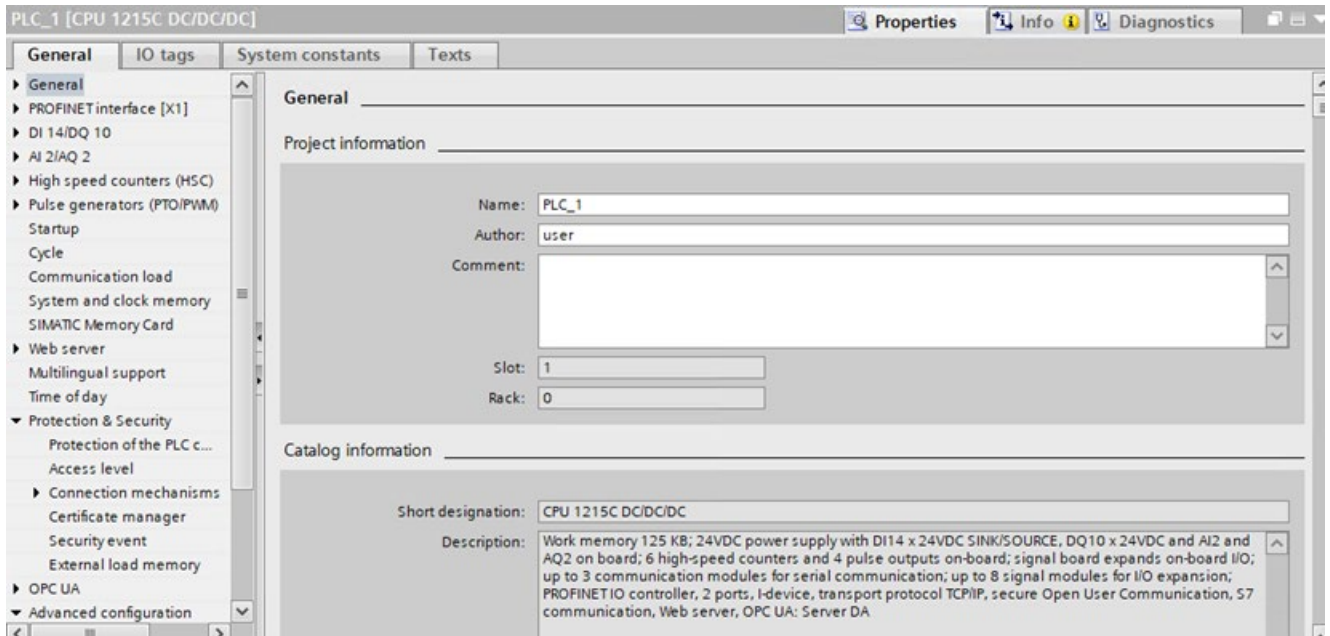 PLC_1 [CPU 1215C DC/DC/DC]
Properties
Info
Diagnostics
General
IO tags
System constants
Texts
General
PROFINET interface [X1]
DI 14/DQ 10
AI 2/AQ 2
High speed counters (HSC)
Pulse generators (PTO/PWM)
Startup
Cycle
Communication load
System and clock memory
SIMATIC Memory Card
Web server
Multilingual support
Time of day
Protection & Security
Protection of the PLC c...
Access level
Connection mechanisms
Certificate manager
Security event
External load memory
OPC UA
Advanced configuration
General
Project information
Name: PLC_1
Author: user
Comment:
Slot: 1
Rack: 0
Catalog information
Short designation: CPU 1215C DC/DC/DC
Description: Work memory 125 KB; 24VDC power supply with DI14 x 24VDC SINK/SOURCE, DQ10 x 24VDC and AI2 and
AQ2 on board; 6 high-speed counters and 4 pulse outputs on-board; signal board expands on-board I/O;
up to 3 communication modules for serial communication; up to 8 signal modules for I/O expansion;
PROFINET IO controller, 2 ports, I-device, transport protocol TCP/IP, secure Open User Communication, S7
communication, Web server, OPC UA: Server DA